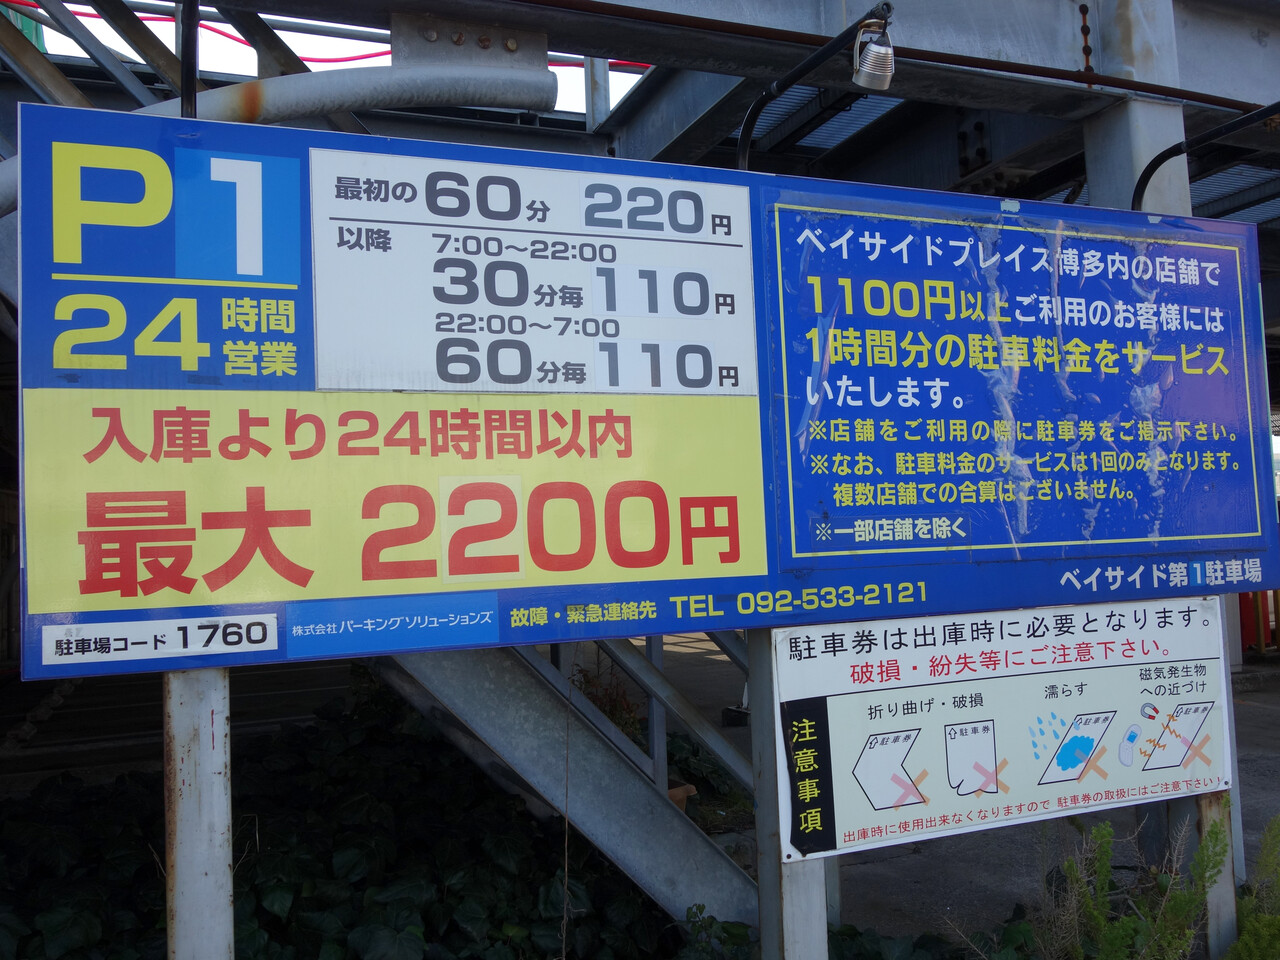 P1
24時間営業
最初の60分 220円
以降 7:00～22:00
30分毎 110円
22:00～7:00
60分毎 110円
入庫より24時間以内
最大2200円
駐車場コード 1760
株式会社パーキングソリューションズ
故障・緊急連絡先 TEL 092-533-2121
ベイサイドプレイス博多内の店舗で
1100円以上ご利用のお客様には
1時間分の駐車料金をサービス
いたします。
※店舗をご利用の際に駐車券をご掲示下さい。
※なお、駐車料金のサービスは1回のみとなります。
複数店舗での合算はございません。
※一部店舗を除く
ベイサイド第1駐車場
駐車券は出庫時に必要となります。
破損・紛失等にご注意下さい。
注意事項
折り曲げ・破損
濡らす
磁気発生物
への近づけ
駐車券
駐車券
駐車券
駐車券
出庫時に使用出来なくなりますので 駐車券の取扱にはご注意下さい！